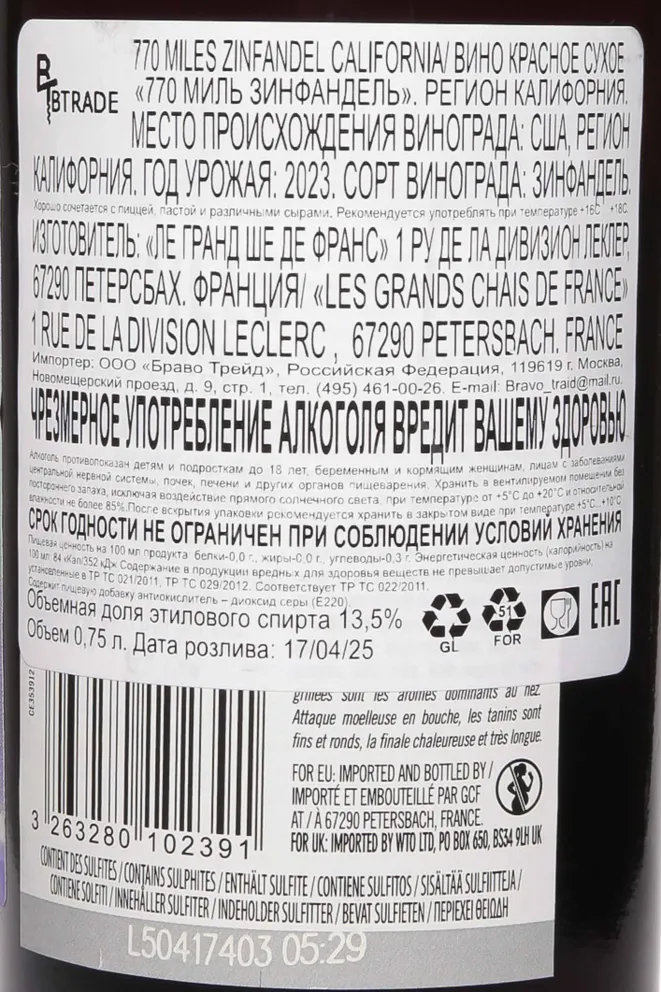 BTRADE
770 MILES ZINFANDEL CALIFORNIA/ ВИНО КРАСНОЕ СУХОЕ
«770 МИЛЬ ЗИНФАНДЕЛЬ». РЕГИОН КАЛИФОРНИЯ.
МЕСТО ПРОИСХОЖДЕНИЯ ВИНОГРАДА: США, РЕГИОН
КАЛИФОРНИЯ. ГОД УРОЖАЯ: 2023. СОРТ ВИНОГРАДА: ЗИНФАНДЕЛЬ.
Хорошо сочетается с пиццей, пастой и различными сырами. Рекомендуется употреблять при температуре +16С° +18С.
ИЗГОТОВИТЕЛЬ: «ЛЕ ГРАНД ШЕ ДЕ ФРАНС» 1 РУ ДЕ ЛА ДИВИЗИОН ЛЕКЛЕР,
67290 ПЕТЕРСБАХ. ФРАНЦИЯ/ «LES GRANDS CHAIS DE FRANCE»
1 RUE DE LA DIVISION LECLERC , 67290 PETERSBACH. FRANCE
Импортер: ООО «Браво Трейд», Российская Федерация, 119619 г. Москва,
Новомещерский проезд, д. 9, стр. 1, тел. (495) 461-00-26. E-mail: Bravo_traid@mail.ru.
ЧРЕЗМЕРНОЕ УПОТРЕБЛЕНИЕ АЛКОГОЛЯ ВРЕДИТ ВАШЕМУ ЗДОРОВЬЮ
Алкоголь противопоказан детям и подросткам до 18 лет, беременным и кормящим женщинам, лицам с заболеваниями
центральной нервной системы, почек, печени и других органов пищеварения. Хранить в вентилируемом помещении без
постороннего запаха, исключая воздействие прямого солнечного света, при температуре от +5°С до +20°С и относительной
влажности не более 85%.После вскрытия упаковки рекомендуется хранить в закрытом виде при температуре +5°С...+10°С
СРОК ГОДНОСТИ НЕ ОГРАНИЧЕН ПРИ СОБЛЮДЕНИИ УСЛОВИЙ ХРАНЕНИЯ
Пищевая ценность на 100 мл продукта: белки-0,0 г., жиры-0,0 г., углеводы-0,3 г. Энергетическая ценность (калорийность) на
100 мл: 84 кКал/352 кДж Содержание в продукции вредных для здоровья веществ не превышает допустимые уровни,
установленные в ТР ТС 021/2011, ТР ТС 029/2012. Соответствует ТР ТС 022/2011.
Содержит пищевую добавку антиокислитель – диоксид серы (Е220)
Объемная доля этилового спирта 13,5%
Объем 0,75 л. Дата розлива: 17/04/25
GL
51
FOR
EAC
CE353912
grillées sont les arômes dominants au nez.
Attaque moelleuse en bouche, les tanins sont
fins et ronds, la finale chaleureuse et très longue.
FOR EU: IMPORTED AND BOTTLED BY /
IMPORTÉ ET EMBOUTEILLÉ PAR GCF
AT / À 67290 PETERSBACH, FRANCE.
FOR UK: IMPORTED BY WTO LTD, PO BOX 650, BS34 9LH UK
3 263280 102391
CONTIENT DES SULFITES / CONTAINS SULPHITES / ENTHÄLT SULFITE / CONTIENE SULFITOS / SISÄLTÄÄ SULFIITTEJA /
CONTIENE SOLFITI / INNEHÅLLER SULFITER / INDEHOLDER SULFITTER / BEVAT SULFIETEN / ΠΕΡΙΕΧΕΙ ΘΕΙΩΔΗ
L50417403 05:29